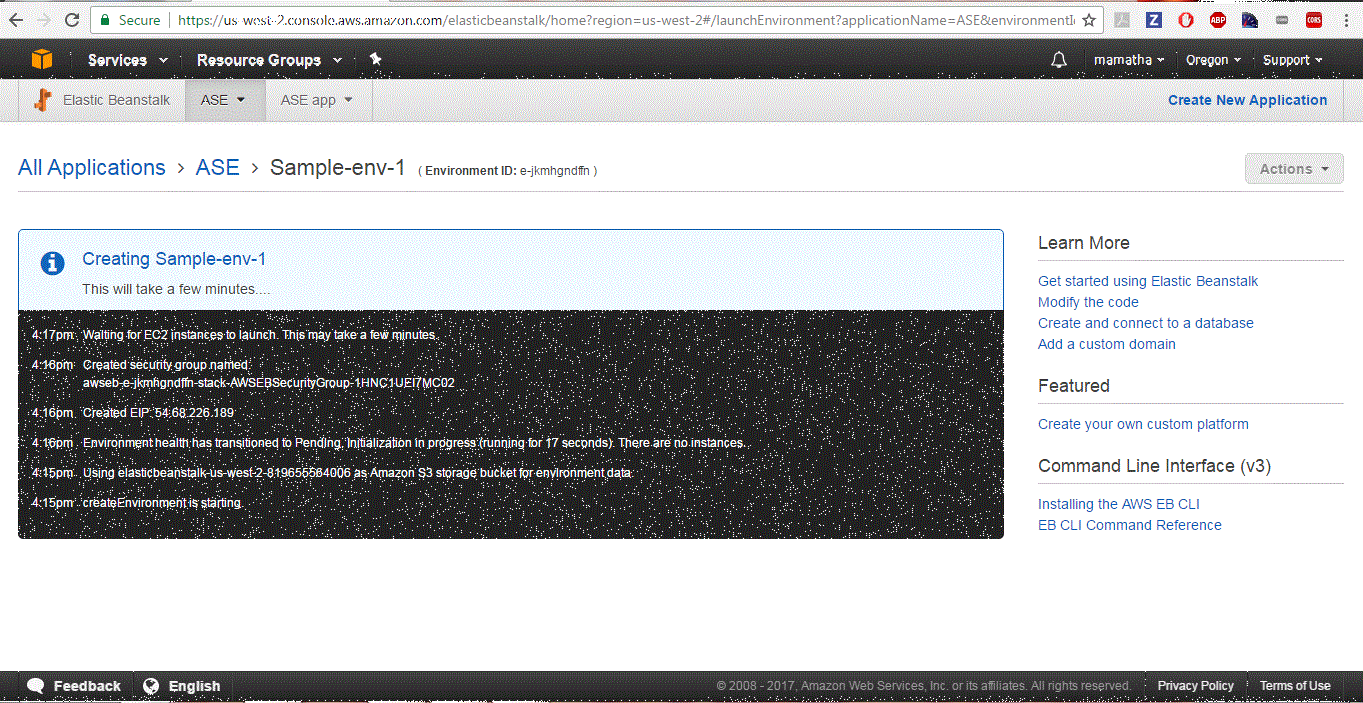 Secure https://us-west-2.console.aws.amazon.com/elasticbeanstalk/home?region=us-west-2#/launchEnvironment?applicationName=ASE&environmentId
Z ABP CORS
Services Resource Groups mamatha Oregon Support
Elastic Beanstalk ASE ASE app Create New Application
All Applications > ASE > Sample-env-1 ( Environment ID: e-jkmhgndffn ) Actions
Creating Sample-env-1
This will take a few minutes....
4:17pm Waiting for EC2 instances to launch. This may take a few minutes.
4:16pm Created security group named:
awseb-e-jkmhgndffn-stack-AWSEBSecurityGroup-1HNC1UEI7MC02
4:16pm Created EIP: 54.68.226.189
4:16pm Environment health has transitioned to Pending. Initialization in progress (running for 17 seconds). There are no instances.
4:15pm Using elasticbeanstalk-us-west-2-819655564006 as Amazon S3 storage bucket for environment data.
4:15pm createEnvironment is starting.
Learn More
Get started using Elastic Beanstalk
Modify the code
Create and connect to a database
Add a custom domain
Featured
Create your own custom platform
Command Line Interface (v3)
Installing the AWS EB CLI
EB CLI Command Reference
Feedback English © 2008 - 2017, Amazon Web Services, Inc. or its affiliates. All rights reserved. Privacy Policy Terms of Use